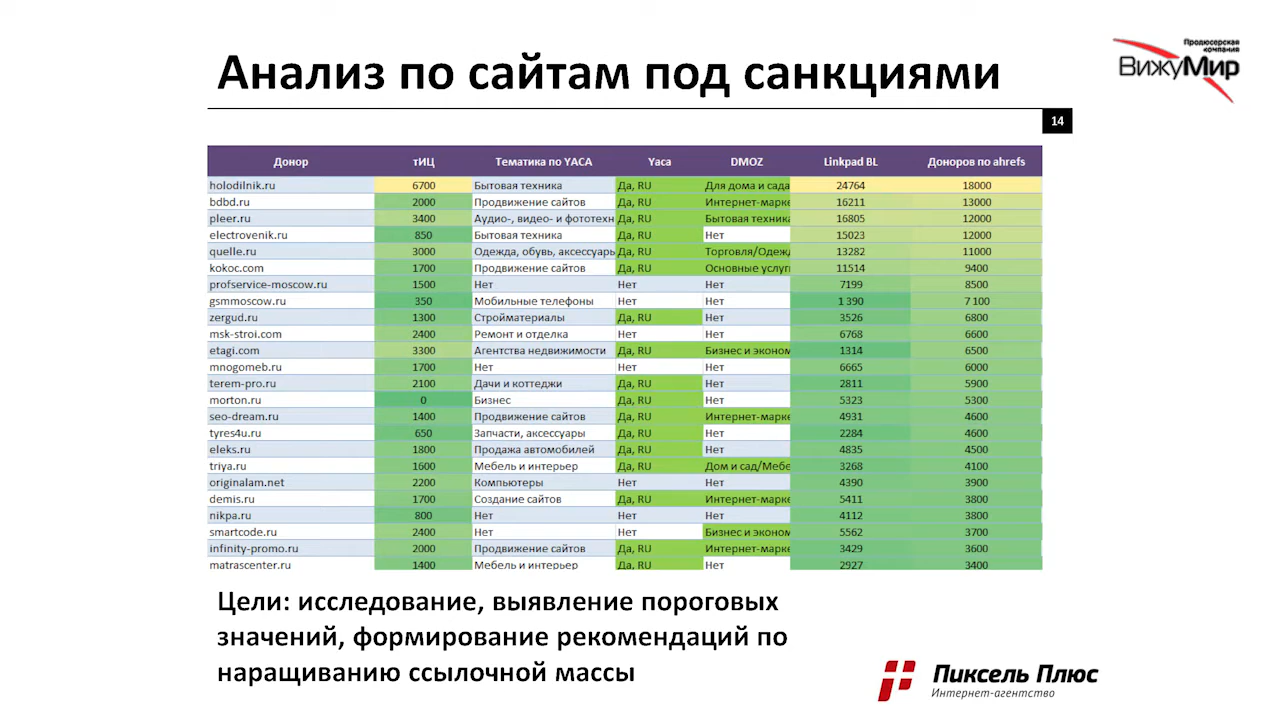 Анализ по сайтам под санкциями
Продюсерская
компания
ВижуМир
14
Донор тИЦ Тематика по YACA Yaca DMOZ Linkpad BL Доноров по ahrefs
holodilnik.ru 6700 Бытовая техника Да, RU Для дома и сада 24764 18000
bdbd.ru 2000 Продвижение сайтов Да, RU Интернет-марке 16211 13000
pleer.ru 3400 Аудио-, видео- и фототехн Да, RU Бытовая техника 16805 12000
electrovenik.ru 850 Бытовая техника Да, RU Нет 15023 12000
quelle.ru 3000 Одежда, обувь, аксессуары Да, RU Торговля/Одежд 13282 11000
kokoc.com 1700 Продвижение сайтов Да, RU Основные услуг 11514 9400
profservice-moscow.ru 1500 Нет Нет Нет 7199 8500
gsmmoscow.ru 350 Мобильные телефоны Нет Нет 1 390 7 100
zergud.ru 1300 Стройматериалы Да, RU Нет 3526 6800
msk-stroi.com 2400 Ремонт и отделка Нет Нет 6768 6600
etagi.com 3300 Агентства недвижимости Да, RU Бизнес и эконом 1314 6500
mnogomeb.ru 1700 Нет Нет Нет 6665 6000
terem-pro.ru 2100 Дачи и коттеджи Да, RU Нет 2811 5900
morton.ru 0 Бизнес Да, RU Нет 5323 5300
seo-dream.ru 1400 Продвижение сайтов Да, RU Интернет-марке 4931 4600
tyres4u.ru 650 Запчасти, аксессуары Да, RU Нет 2284 4600
eleks.ru 1800 Продажа автомобилей Да, RU Нет 4835 4500
triya.ru 1600 Мебель и интерьер Да, RU Дом и сад/Мебе 3268 4100
originalam.net 2200 Компьютеры Нет Нет 4390 3900
demis.ru 1700 Создание сайтов Да, RU Интернет-марке 5411 3800
nikpa.ru 800 Нет Нет Нет 4112 3800
smartcode.ru 2400 Нет Нет Бизнес и эконом 5562 3700
infinity-promo.ru 2000 Продвижение сайтов Да, RU Интернет-марке 3429 3600
matrascenter.ru 1400 Мебель и интерьер Да, RU Нет 2927 3400
Цели: исследование, выявление пороговых
значений, формирование рекомендаций по
наращиванию ссылочной массы
Пиксель Плюс
Интернет-агентство